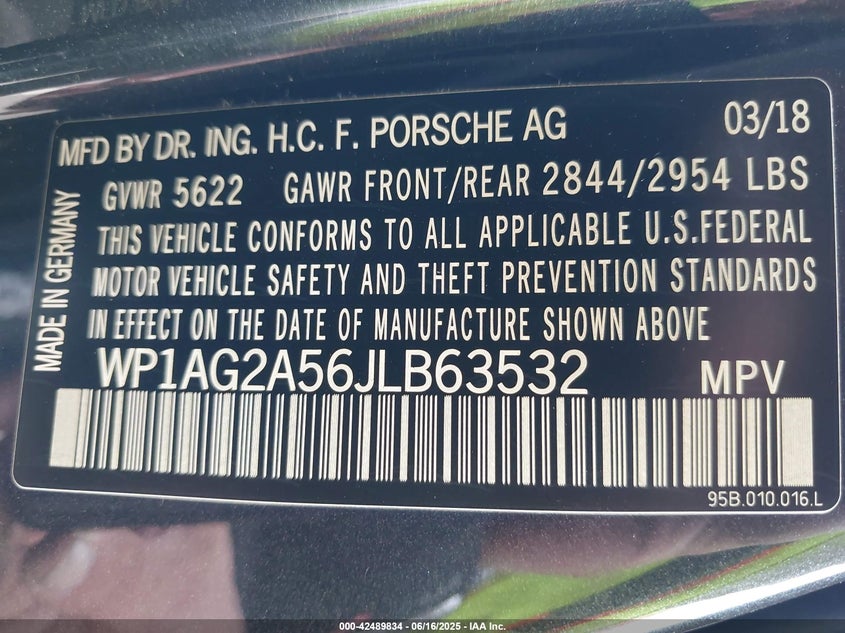 MFD BY DR. ING. H.C. F. PORSCHE AG 03/18
GVWR 5622 GAWR FRONT/REAR 2844/2954 LBS
THIS VEHICLE CONFORMS TO ALL APPLICABLE U.S.FEDERAL
MOTOR VEHICLE SAFETY AND THEFT PREVENTION STANDARDS
IN EFFECT ON THE DATE OF MANUFACTURE SHOWN ABOVE
WP1AG2A56JLB63532 MPV
MADE IN GERMANY
95B.010.016.L
000-42489834 - 06/16/2025 - IAA Inc.